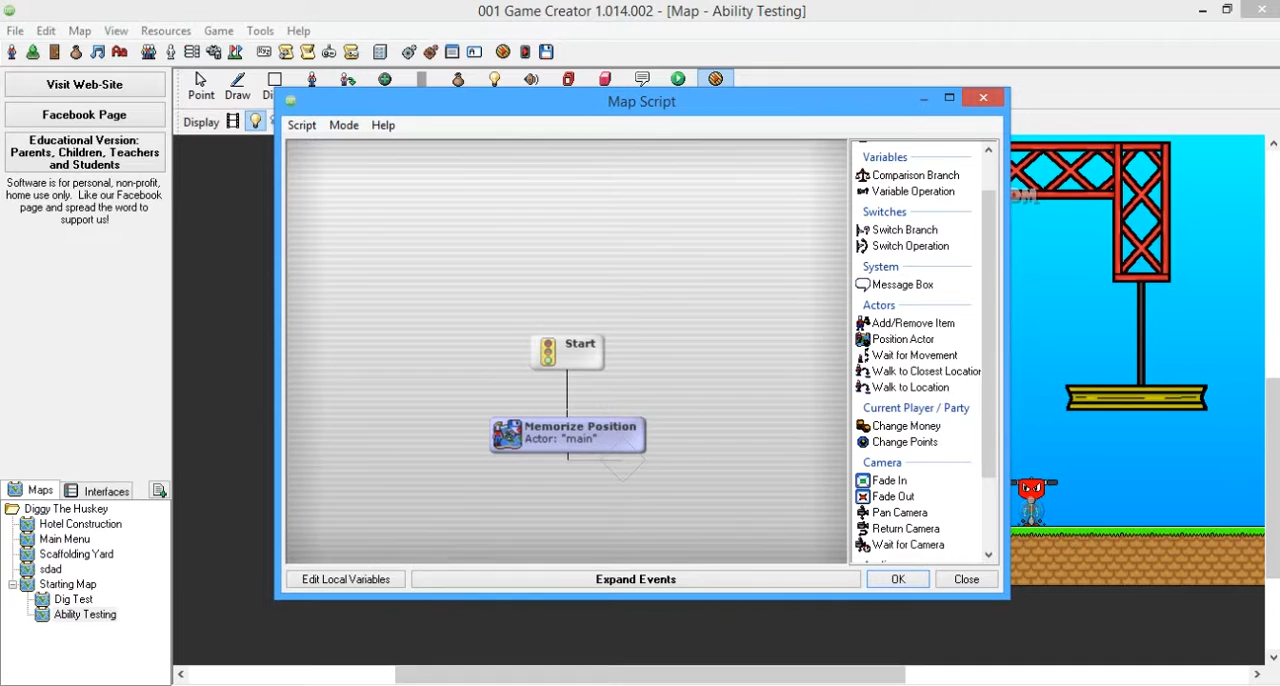 001 Game Creator 1.014.002 - [Map - Ability Testing]
File Edit Map View Resources Game Tools Help
Visit Web-Site
Facebook Page
Educational Version:
Parents, Children, Teachers
and Students
Software is for personal, non-profit,
home use only. Like our Facebook
page and spread the word to
support us!
Point Draw
Display
Map Script
Script Mode Help
Start
Memorize Position
Actor: "main"
Variables
Comparison Branch
Variable Operation
Switches
Switch Branch
Switch Operation
System
Message Box
Actors
Add/Remove Item
Position Actor
Wait for Movement
Walk to Closest Location
Walk to Location
Current Player / Party
Change Money
Change Points
Camera
Fade In
Fade Out
Pan Camera
Return Camera
Wait for Camera
Edit Local Variables
Expand Events
OK
Close
Maps Interfaces
Diggy The Huskey
Hotel Construction
Main Menu
Scaffolding Yard
sdad
Starting Map
Dig Test
Ability Testing